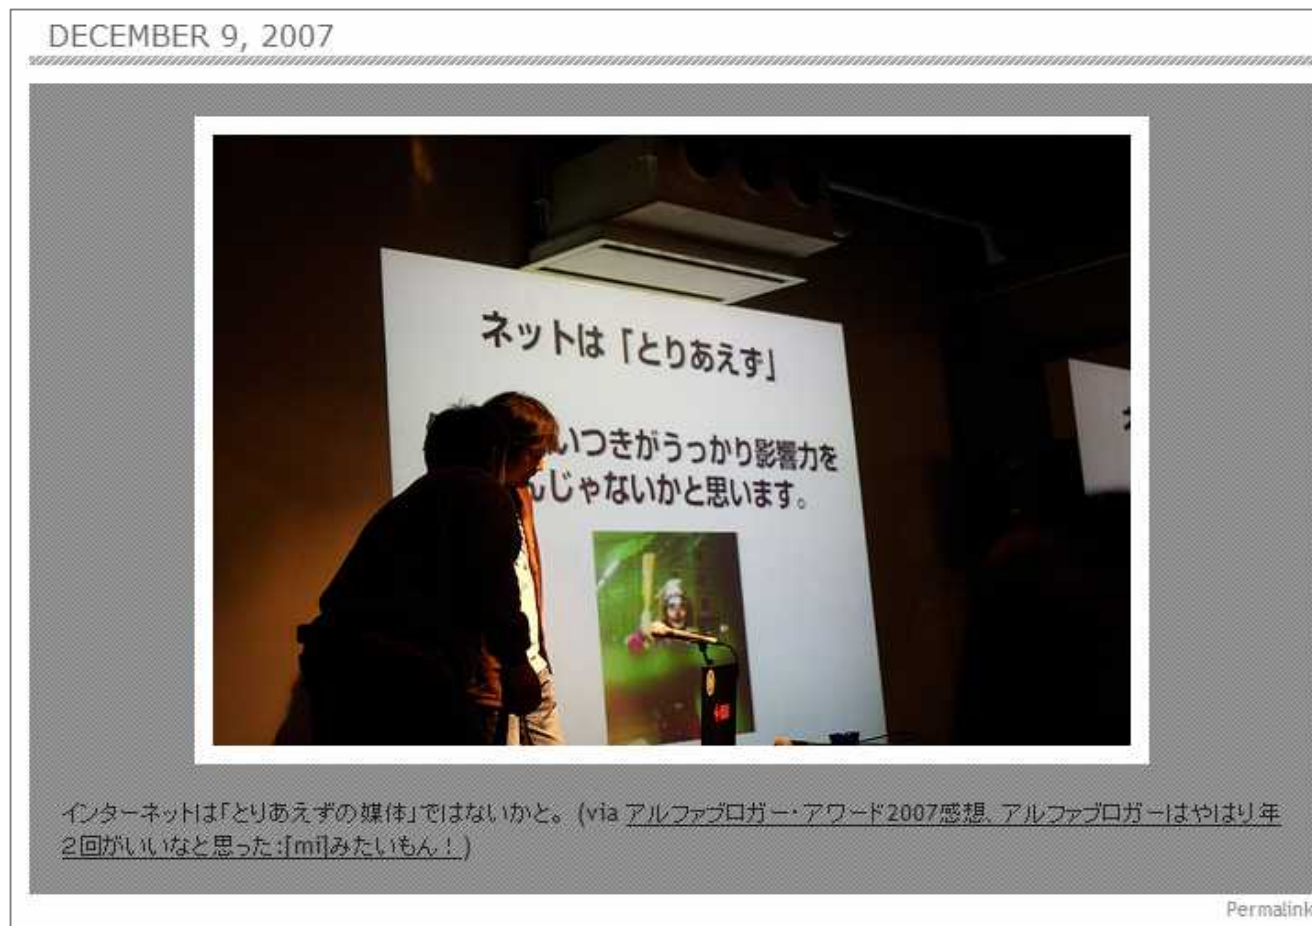 DECEMBER 9, 2007
ネットは「とりあえず」
いつきがうっかり影響力を
んじゃないかと思います。
インターネットは「とりあえずの媒体」ではないかと。 (via アルファブロガー・アワード2007感想、アルファブロガーはやはり年
2回がいいなと思った:[mi]みたいもん！)
Permalink